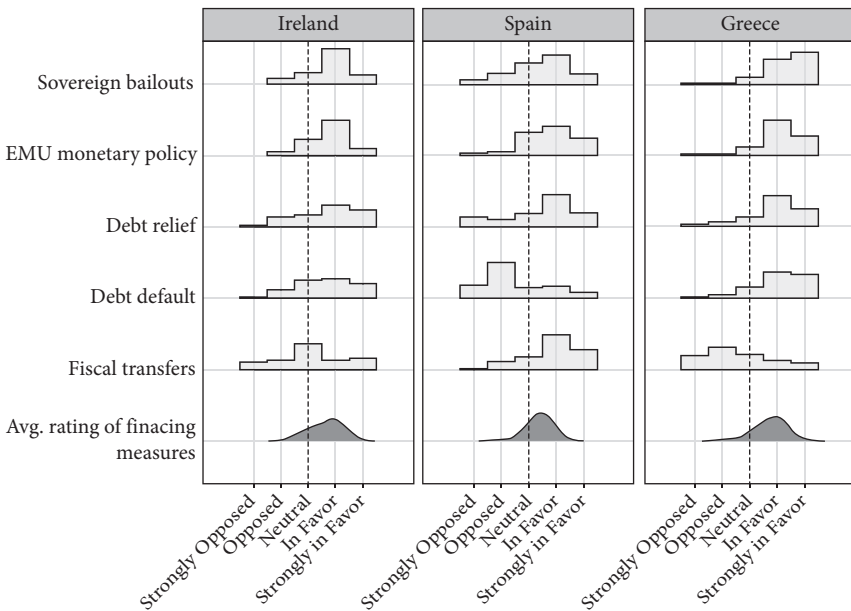 Ireland
Spain
Greece
Sovereign bailouts
EMU monetary policy
Debt relief
Debt default
Fiscal transfers
Avg. rating of finacing
measures
Strongly Opposed
Opposed
Neutral
In Favor
Strongly in Favor
Strongly Opposed
Opposed
Neutral
In Favor
Strongly in Favor
Strongly Opposed
Opposed
Neutral
In Favor
Strongly in Favor